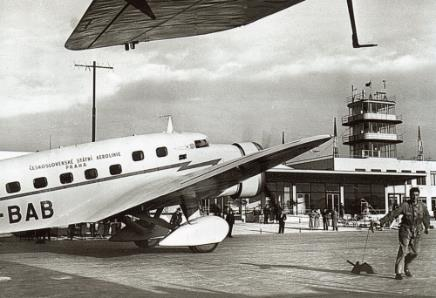 ČESKOSLOVENSKÉ STÁTNÍ AEROLINIE
PRAHA
-BAB